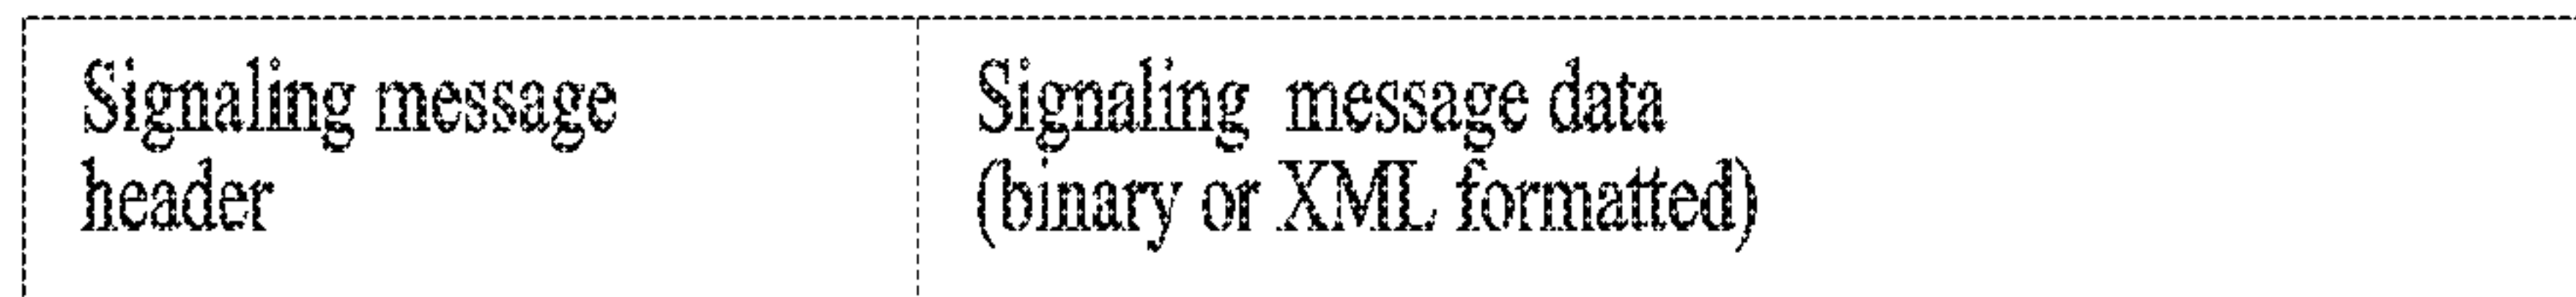 Signaling message
header
Signaling message data
(binary or XML formatted)